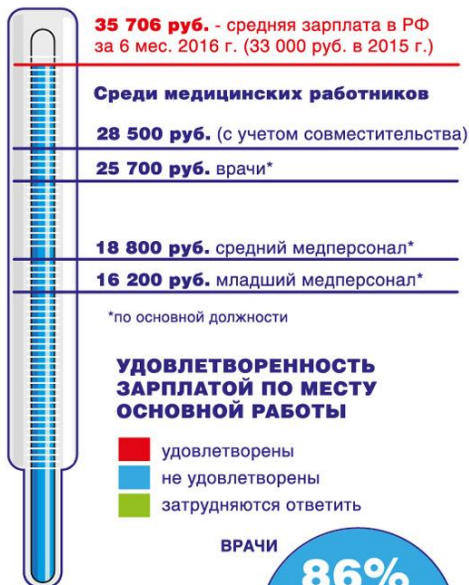 35 706 руб. - средняя зарплата в РФ
за 6 мес. 2016 г. (33 000 руб. в 2015 г.)
Среди медицинских работников
28 500 руб. (с учетом совместительства)
25 700 руб. врачи*
18 800 руб. средний медперсонал*
16 200 руб. младший медперсонал*
*по основной должности
УДОВЛЕТВОРЕННОСТЬ
ЗАРПЛАТОЙ ПО МЕСТУ
ОСНОВНОЙ РАБОТЫ
удовлетворены
не удовлетворены
затрудняются ответить
ВРАЧИ
86%